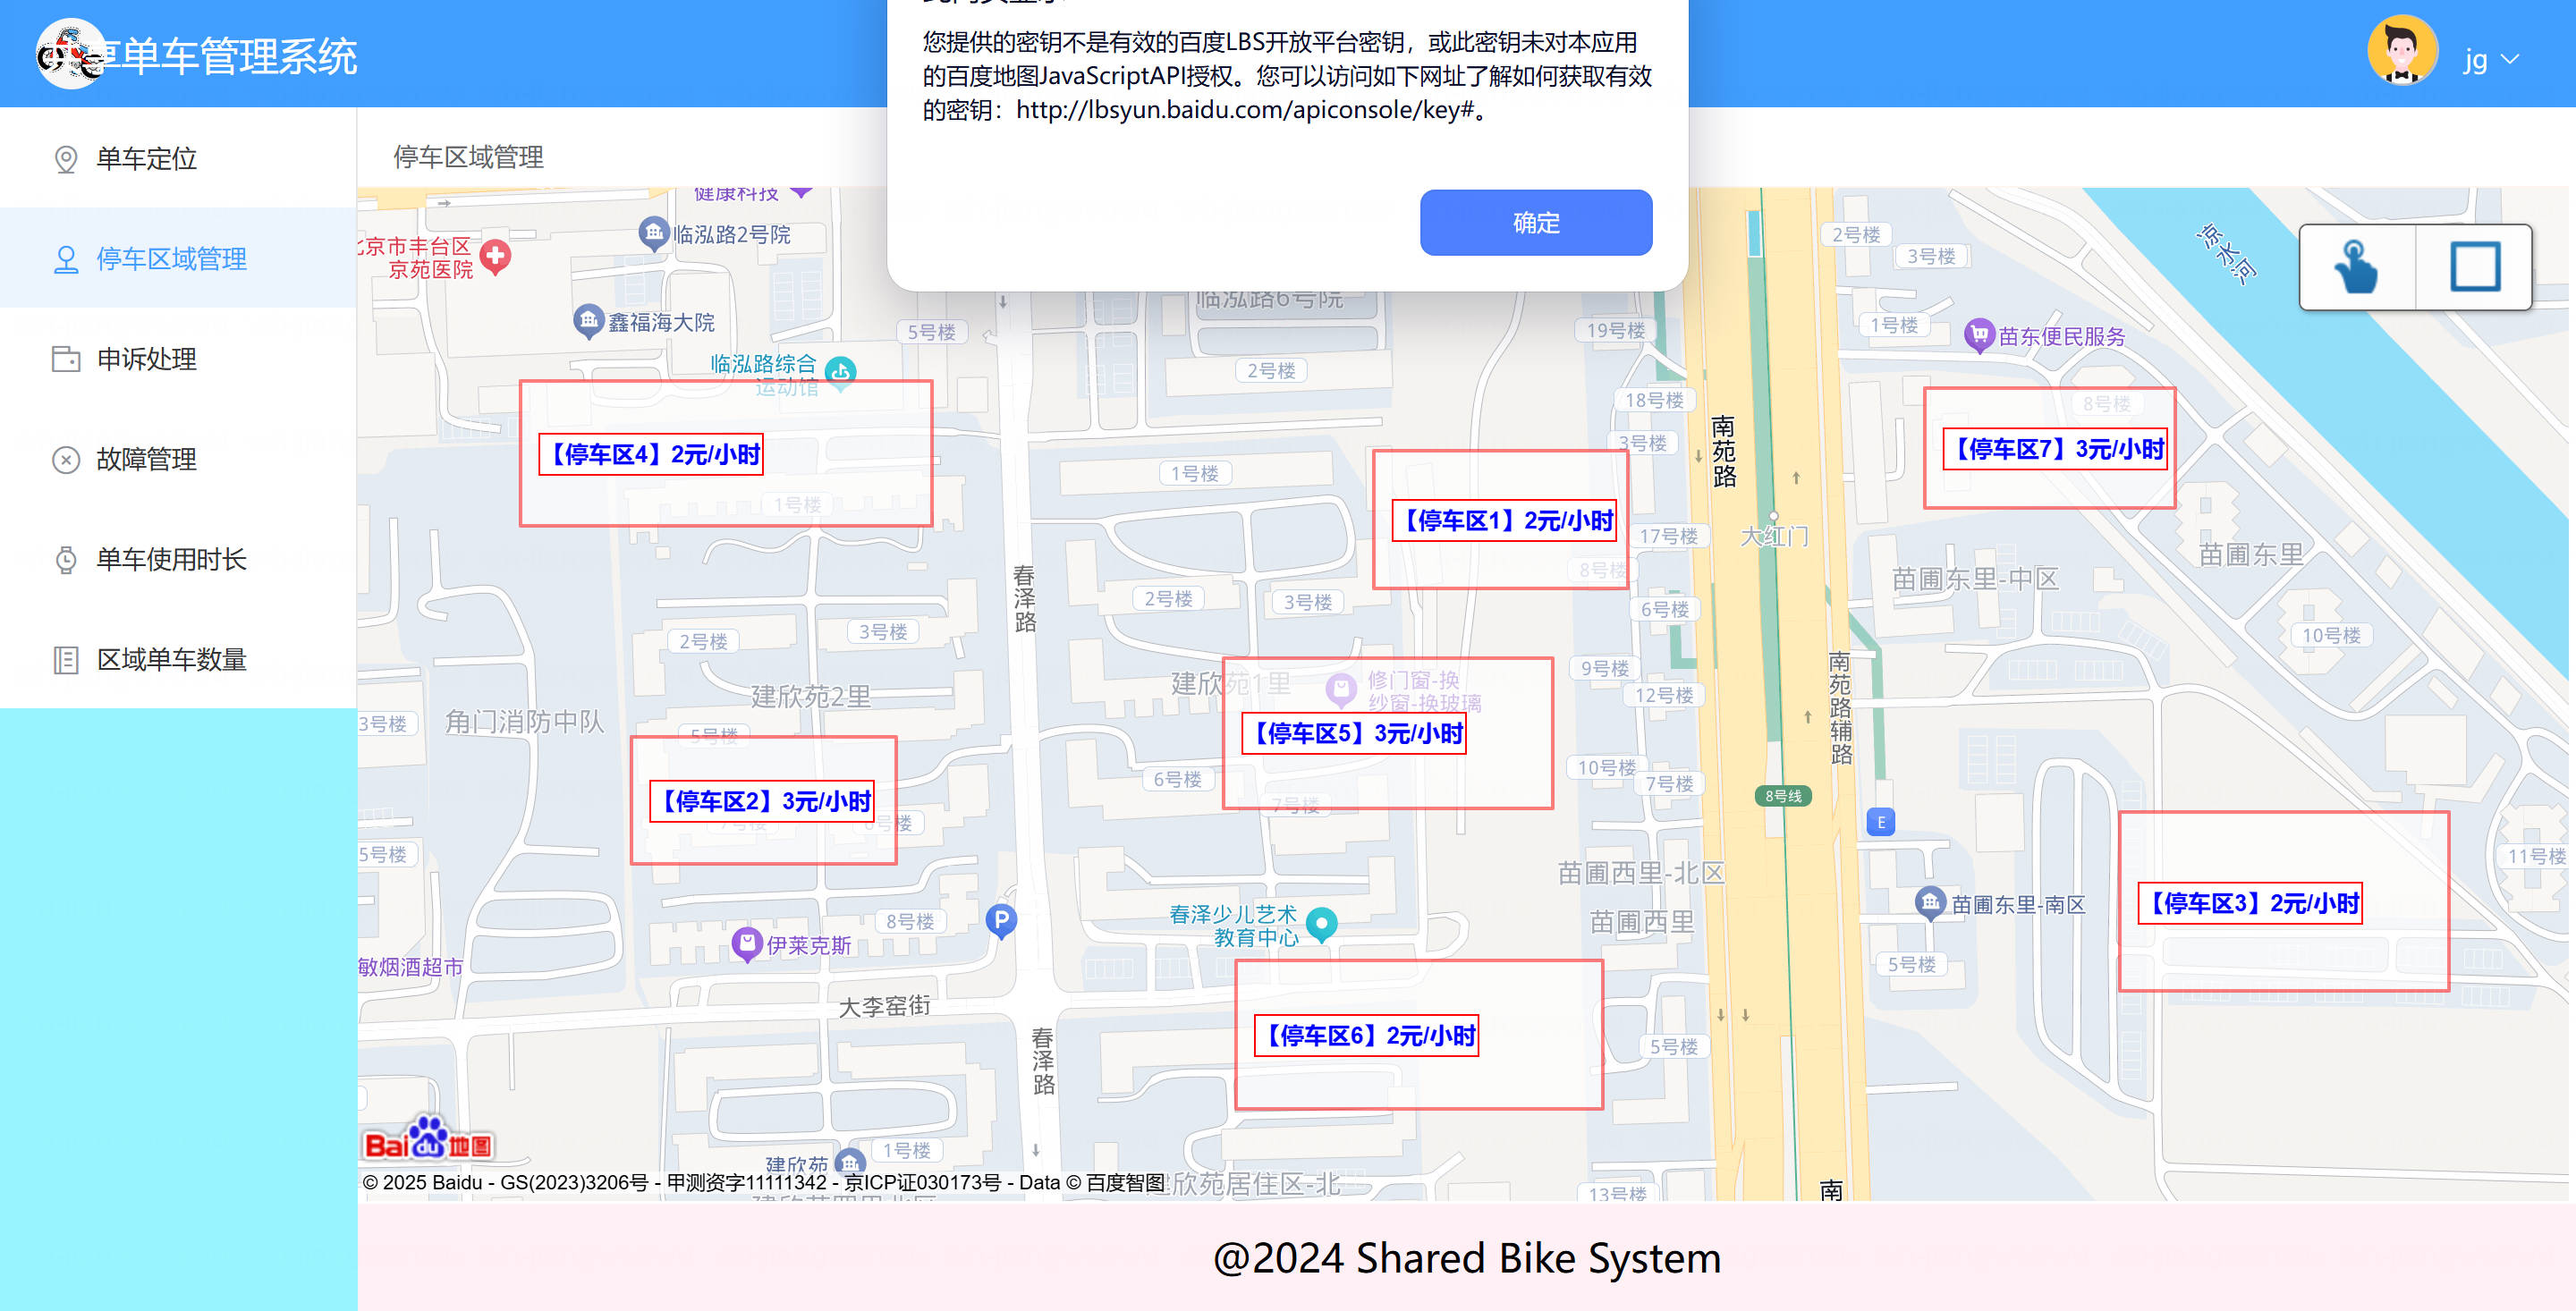 享单车管理系统
您提供的密钥不是有效的百度LBS开放平台密钥，或此密钥未对本应用
的百度地图JavaScriptAPI授权。您可以访问如下网址了解如何获取有效
的密钥：http://lbsyun.baidu.com/apiconsole/key#。
确定
jg
单车定位
停车区域管理
申诉处理
故障管理
单车使用时长
区域单车数量
停车区域管理
健康科技
临泓路2号院
北京市丰台区
京苑医院
鑫福海大院
临泓路综合
运动馆
5号楼
临泓路6号院
2号楼
19号楼
18号楼
3号楼
2号楼
3号楼
1号楼
凉水河
苗东便民服务
8号楼
【停车区4】2元/小时
1号楼
1号楼
【停车区1】2元/小时
8号楼
17号楼
南苑路
大红门
【停车区7】3元/小时
苗圃东里
苗圃东里-中区
10号楼
春泽路
2号楼
3号楼
2号楼
3号楼
6号楼
9号楼
12号楼
建欣苑2里
建欣苑1里
修门窗-换
纱窗-换玻璃
【停车区5】3元/小时
南苑路辅路
3号楼
角门消防中队
5号楼
【停车区2】3元/小时
7号楼
6号楼
6号楼
7号楼
10号楼
7号楼
8号线
E
5号楼
苗圃西里-北区
苗圃西里
苗圃东里-南区
11号楼
【停车区3】2元/小时
5号楼
8号楼
P
春泽少儿艺术
教育中心
伊莱克斯
敏烟酒超市
大李窑街
春泽路
【停车区6】2元/小时
5号楼
1号楼
建欣苑
Baidu地图
© 2025 Baidu - GS(2023)3206号 - 甲测资字11111342 - 京ICP证030173号 - Data © 百度智图
建欣苑居住区-北
13号楼
南
@2024 Shared Bike System